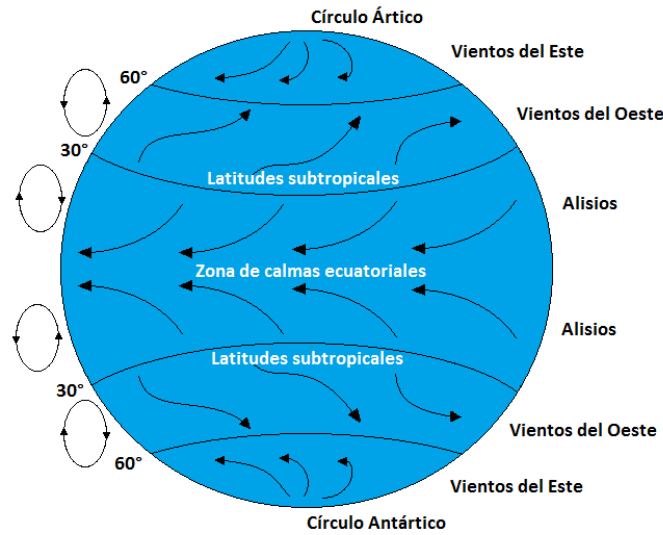 Círculo Ártico
Vientos del Este
60°
Vientos del Oeste
30°
Latitudes subtropicales
Alisios
Zona de calmas ecuatoriales
Alisios
Latitudes subtropicales
30°
Vientos del Oeste
60°
Vientos del Este
Círculo Antártico